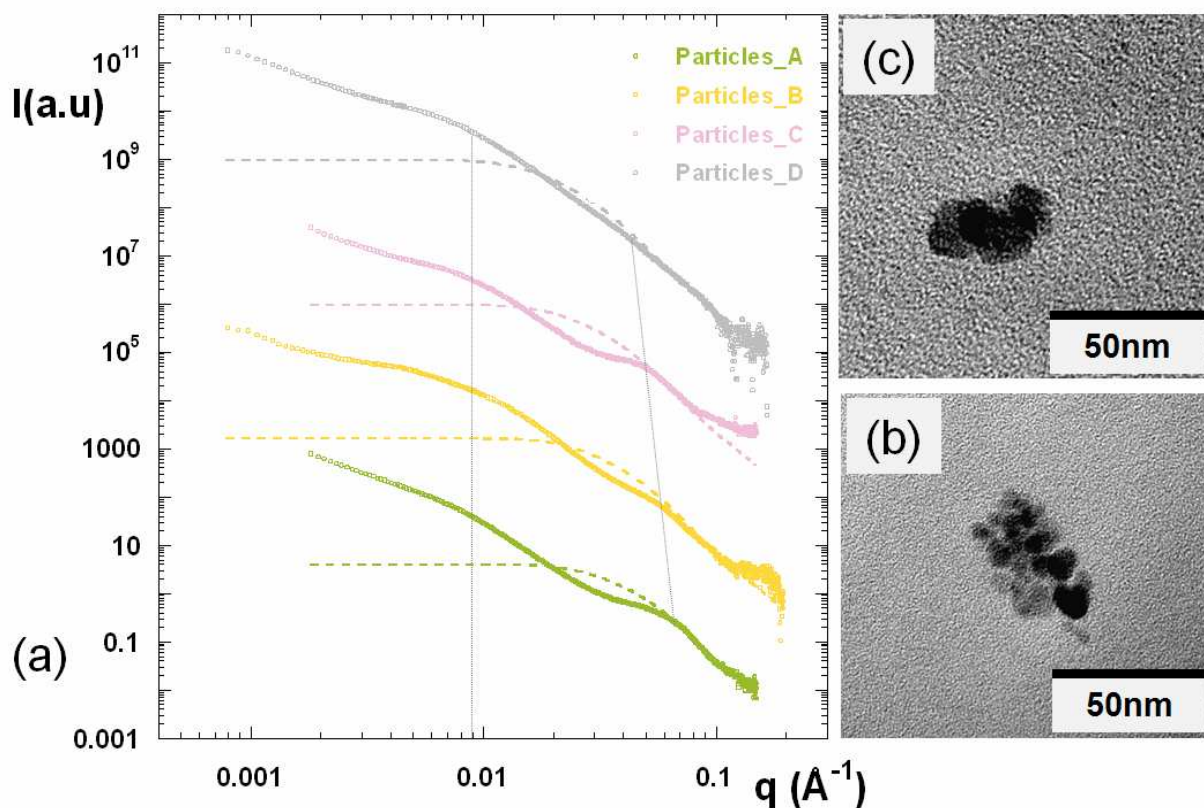 10¹¹
I(a.u)
10⁹
10⁷
10⁵
1000
10
0.1
0.001
0.001
0.01
0.1
q (Å⁻¹)
Particles_A
Particles_B
Particles_C
Particles_D
(a)
(c)
50nm
(b)
50nm